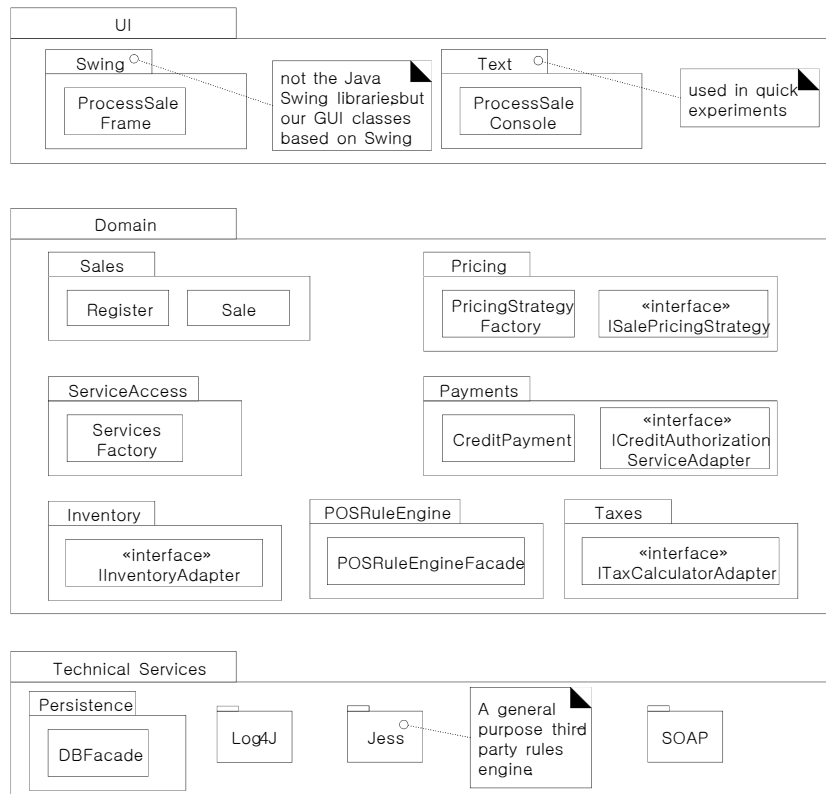 UI
Swing
ProcessSale
Frame
not the Java
Swing libraries, but
our GUI classes
based on Swing
Text
ProcessSale
Console
used in quick
experiments
Domain
Sales
Register
Sale
Pricing
PricingStrategy
Factory
«interface»
ISalePricingStrategy
ServiceAccess
Services
Factory
Payments
CreditPayment
«interface»
ICreditAuthorization
ServiceAdapter
Inventory
«interface»
IInventoryAdapter
POSRuleEngine
POSRuleEngineFacade
Taxes
«interface»
ITaxCalculatorAdapter
Technical Services
Persistence
DBFacade
Log4J
Jess
A general
purpose third-
party rules
engine.
SOAP